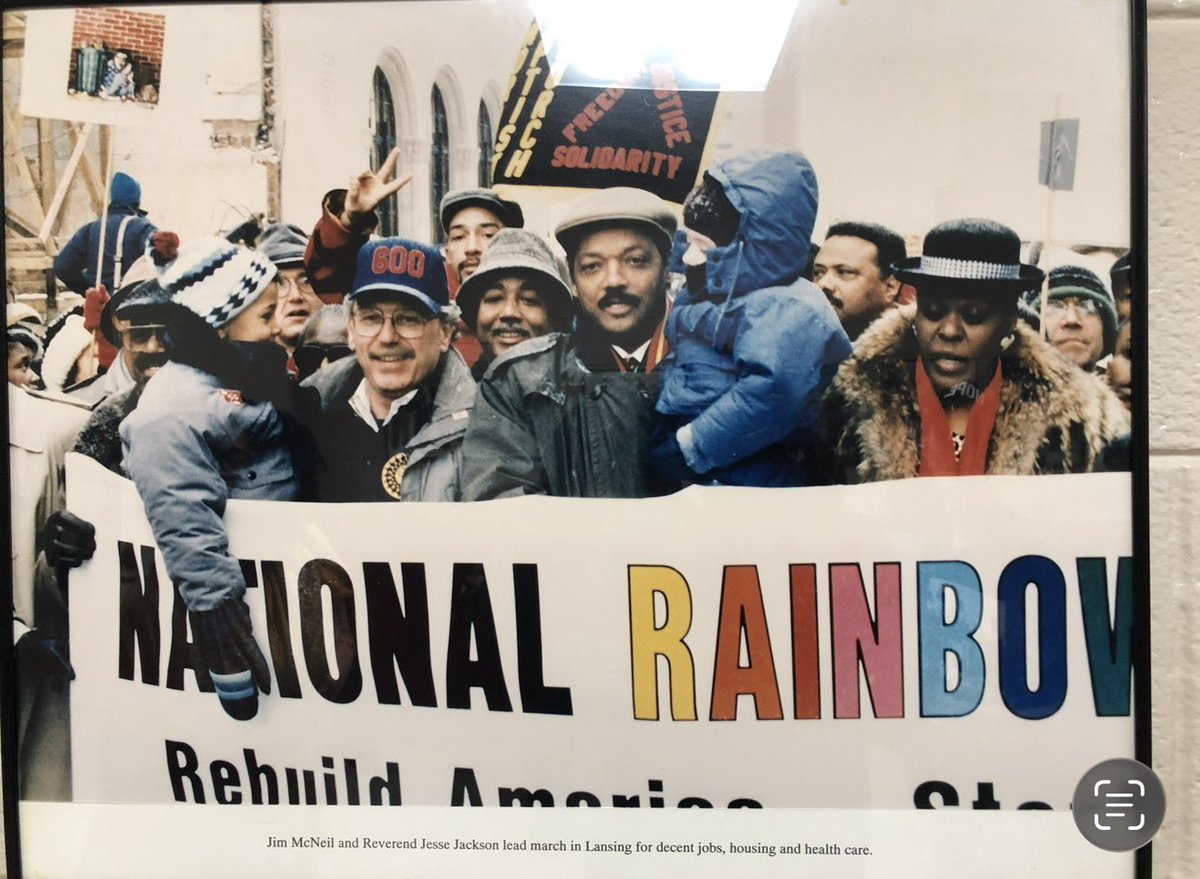 SOLIDARITY
600
NATIONAL RAINBOW
Rebuild America
Jim McNeil and Reverend Jesse Jackson lead march in Lansing for decent jobs, housing and health care.